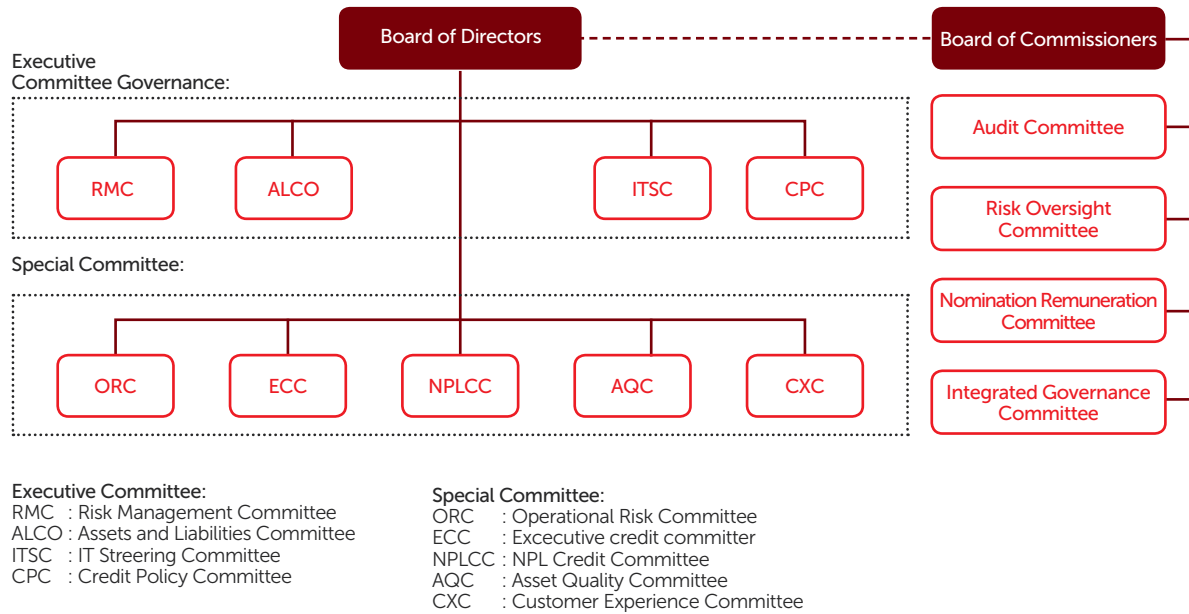 Board of Directors
Board of Commissioners
Executive
Committee Governance:
RMC
ALCO
ITSC
CPC
Audit Committee
Risk Oversight
Committee
Special Committee:
ORC
ECC
NPLCC
AQC
CXC
Nomination Remuneration
Committee
Integrated Governance
Committee
Executive Committee:
RMC : Risk Management Committee
ALCO : Assets and Liabilities Committee
ITSC : IT Streering Committee
CPC : Credit Policy Committee
Special Committee:
ORC : Operational Risk Committee
ECC : Excecutive credit committer
NPLCC : NPL Credit Committee
AQC : Asset Quality Committee
CXC : Customer Experience Committee